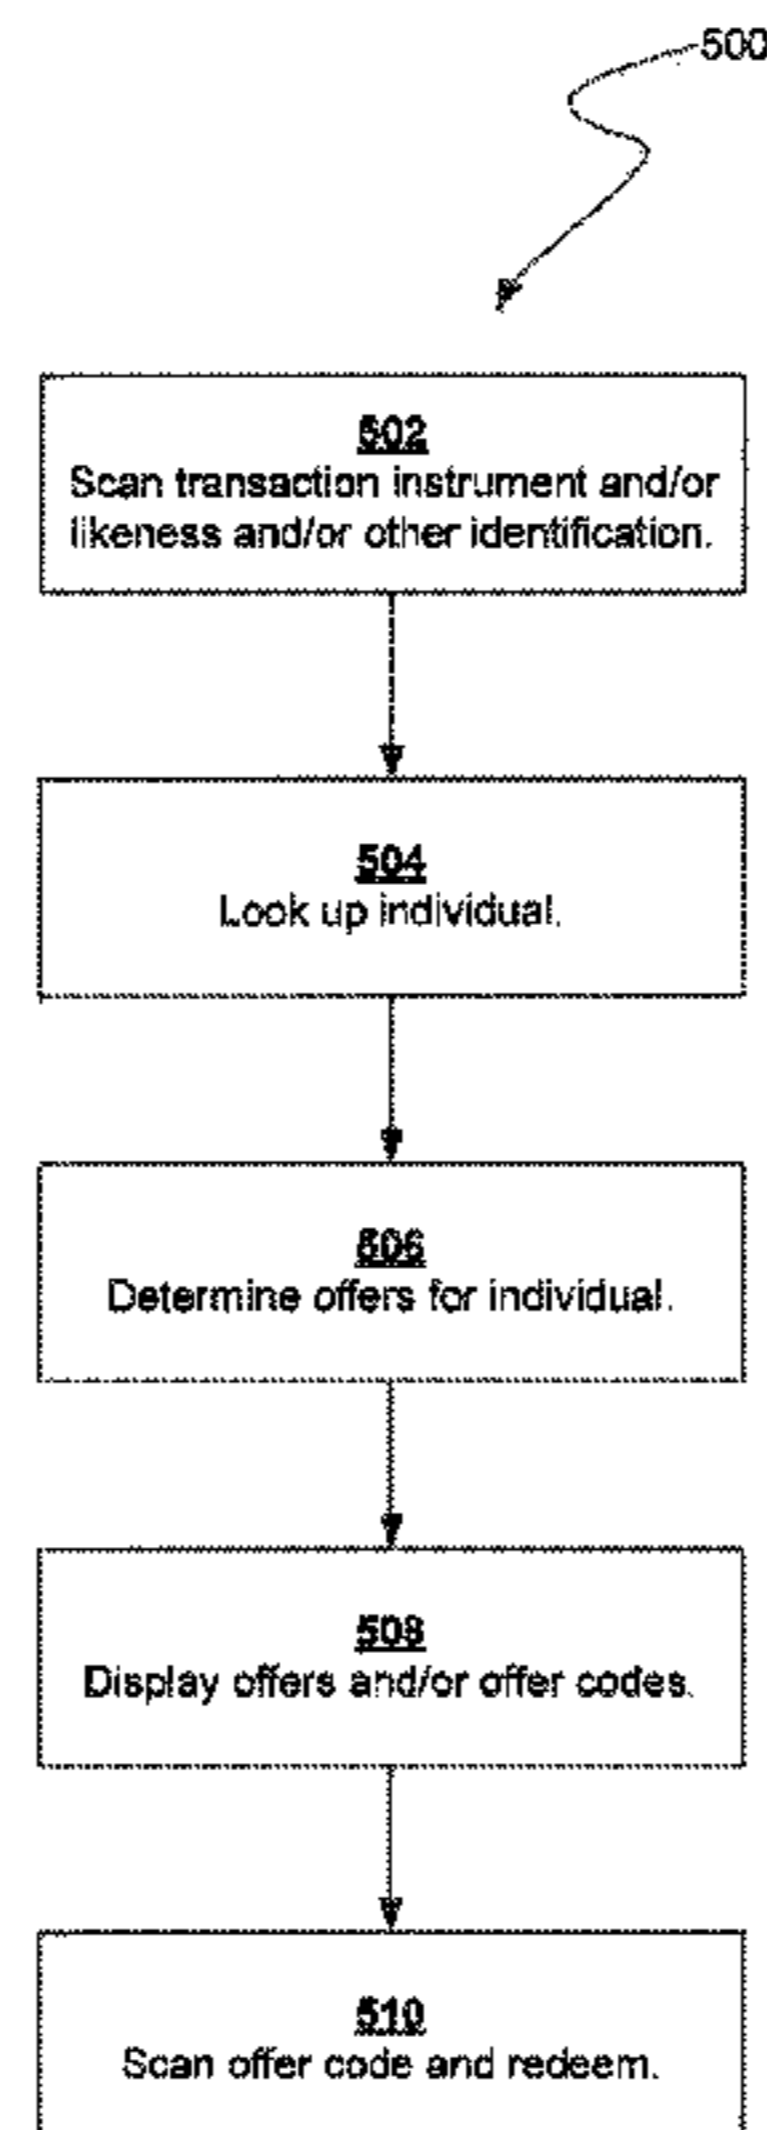 500
502
Scan transaction instrument and/or
likeness and/or other identification.
504
Look up individual.
506
Determine offers for individual.
508
Display offers and/or offer codes.
510
Scan offer code and redeem.